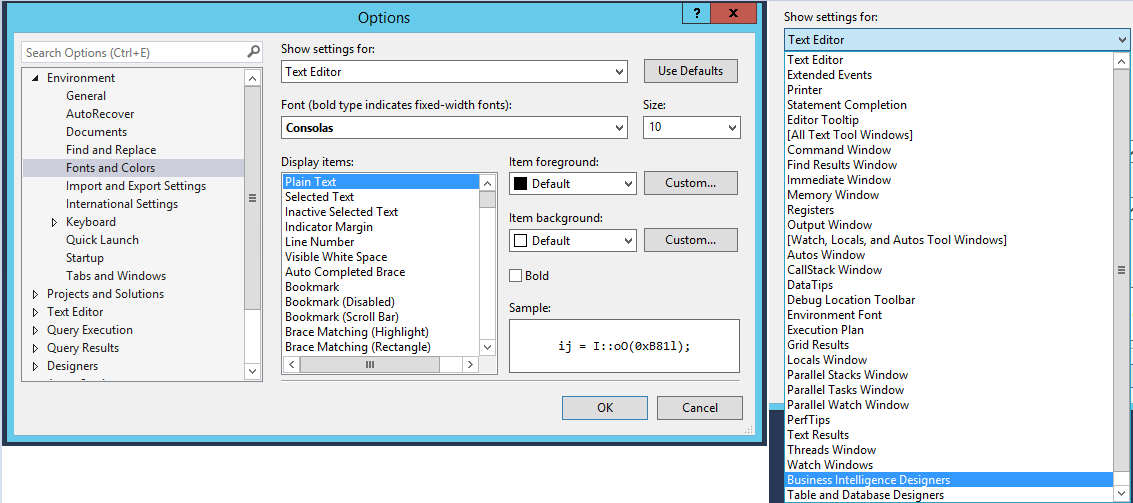 Options
?
x
Search Options (Ctrl+E)
Environment
General
AutoRecover
Documents
Find and Replace
Fonts and Colors
Import and Export Settings
International Settings
Keyboard
Quick Launch
Startup
Tabs and Windows
Projects and Solutions
Text Editor
Query Execution
Query Results
Designers
Show settings for:
Text Editor
Use Defaults
Font (bold type indicates fixed-width fonts):
Size:
Consolas
10
Display items:
Plain Text
Selected Text
Inactive Selected Text
Indicator Margin
Line Number
Visible White Space
Auto Completed Brace
Bookmark
Bookmark (Disabled)
Bookmark (Scroll Bar)
Brace Matching (Highlight)
Brace Matching (Rectangle)
Item foreground:
Default
Custom...
Item background:
Default
Custom...
Bold
Sample:
ij = I::oO(0xB81l);
OK
Cancel
Show settings for:
Text Editor
Text Editor
Extended Events
Printer
Statement Completion
Editor Tooltip
[All Text Tool Windows]
Command Window
Find Results Window
Immediate Window
Memory Window
Registers
Output Window
[Watch, Locals, and Autos Tool Windows]
Autos Window
CallStack Window
DataTips
Debug Location Toolbar
Environment Font
Execution Plan
Grid Results
Locals Window
Parallel Stacks Window
Parallel Tasks Window
Parallel Watch Window
PerfTips
Text Results
Threads Window
Watch Windows
Business Intelligence Designers
Table and Database Designers